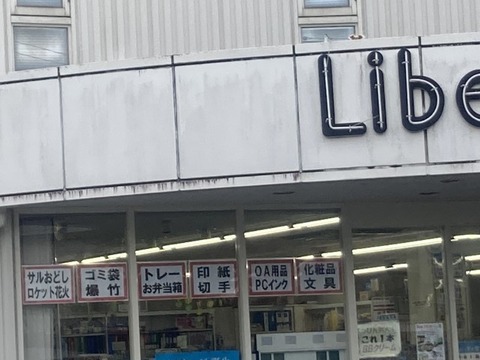 Libe
サルおどし
ロケット花火
ゴミ袋
爆竹
トレー
お弁当箱
印紙
切手
OA用品
PCインク
化粧品
文具
これ1本